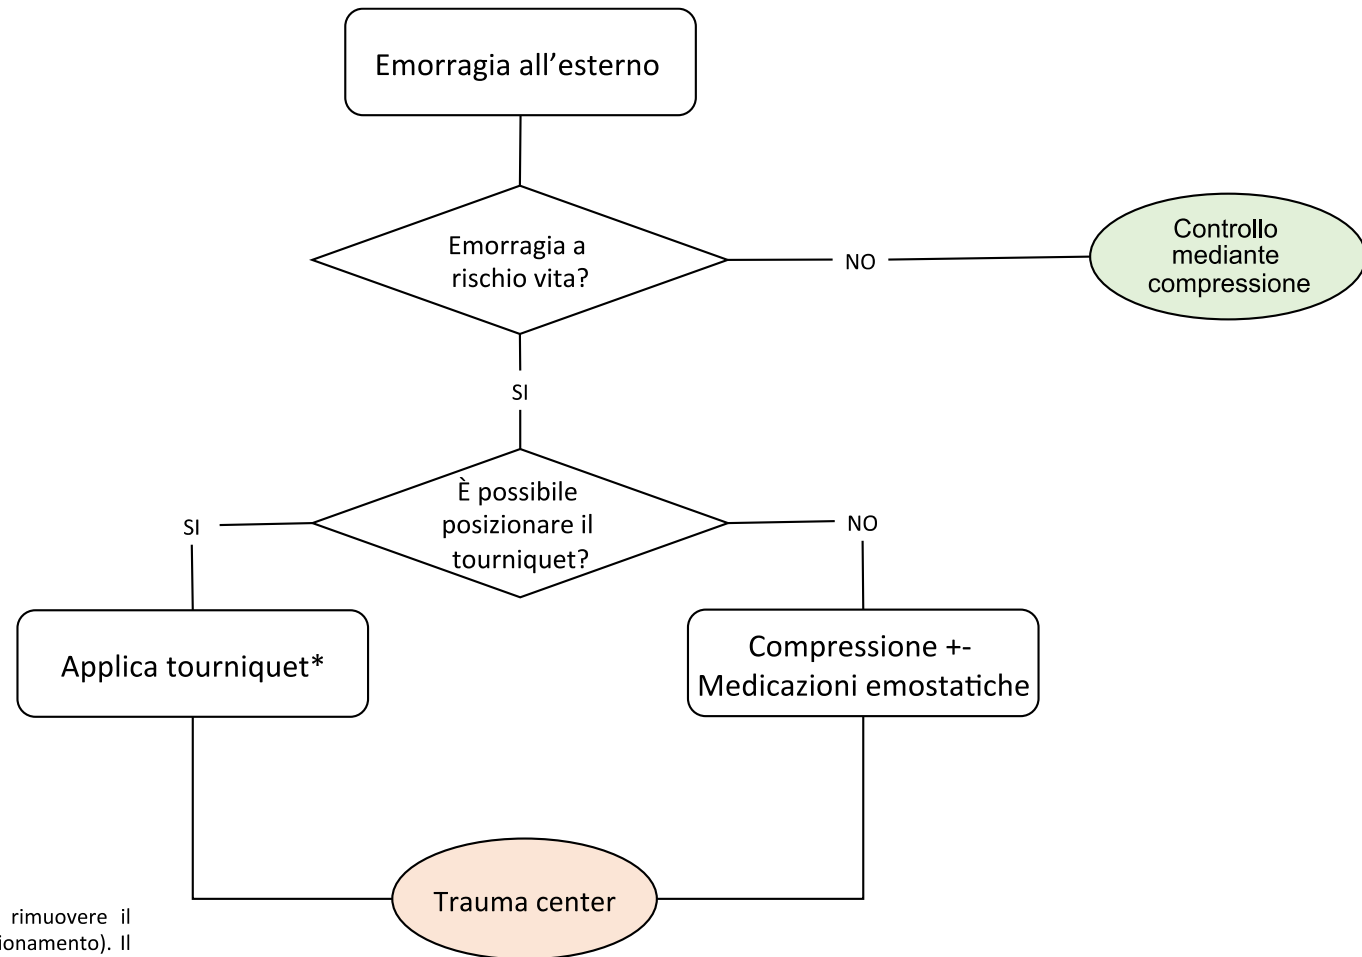 Emorragia all’esterno
Emorragia a
rischio vita?
NO
Controllo
mediante
compressione
SI
È possibile
posizionare il
tourniquet?
SI
NO
Applica tourniquet*
Compressione +-
Medicazioni emostatiche
Trauma center
rimuovere il
ionamento). Il